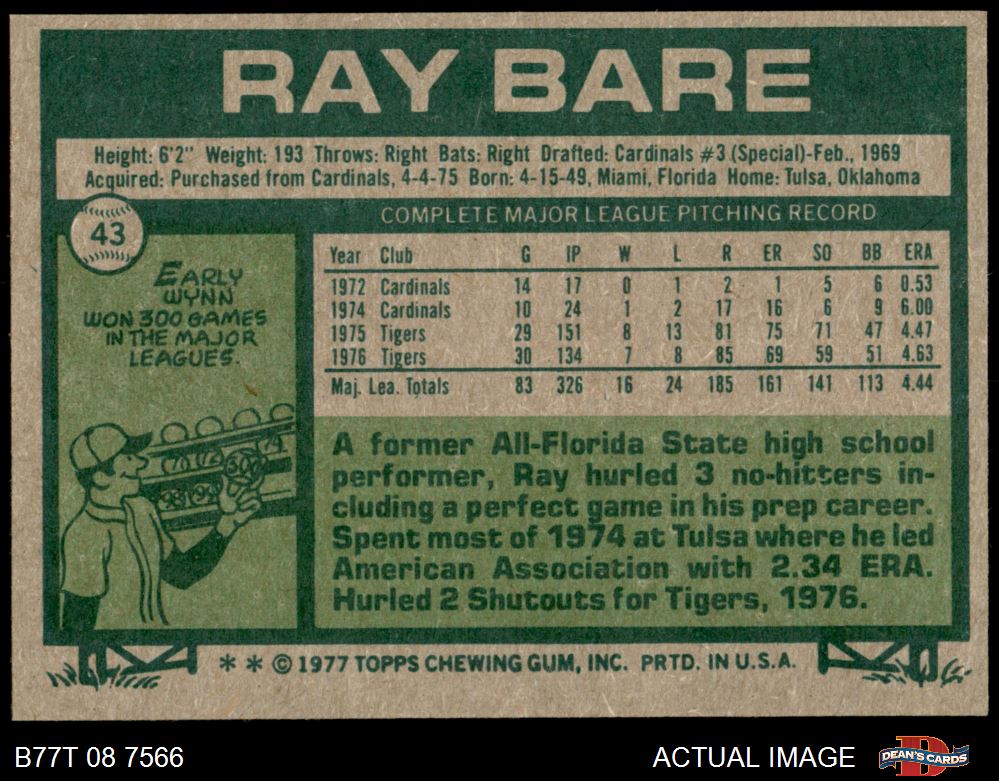 RAY BARE
Height: 6'2" Weight: 193 Throws: Right Bats: Right Drafted: Cardinals #3 (Special)-Feb., 1969
Acquired: Purchased from Cardinals, 4-4-75 Born: 4-15-49, Miami, Florida Home: Tulsa, Oklahoma
43
EARLY
WYNN
WON 300 GAMES
IN THE MAJOR
LEAGUES.
300
COMPLETE MAJOR LEAGUE PITCHING RECORD
Year Club G IP W L R ER SO BB ERA
1972 Cardinals 14 17 0 1 2 1 5 6 0.53
1974 Cardinals 10 24 1 2 17 16 6 9 6.00
1975 Tigers 29 151 8 13 81 75 71 47 4.47
1976 Tigers 30 134 7 8 85 69 59 51 4.63
Maj. Lea. Totals 83 326 16 24 185 161 141 113 4.44
A former All-Florida State high school
performer, Ray hurled 3 no-hitters in-
cluding a perfect game in his prep career.
Spent most of 1974 at Tulsa where he led
American Association with 2.34 ERA.
Hurled 2 Shutouts for Tigers, 1976.
* * © 1977 TOPPS CHEWING GUM, INC. PRTD. IN U.S.A.
B77T 08 7566
ACTUAL IMAGE
DEAN'S CARDS